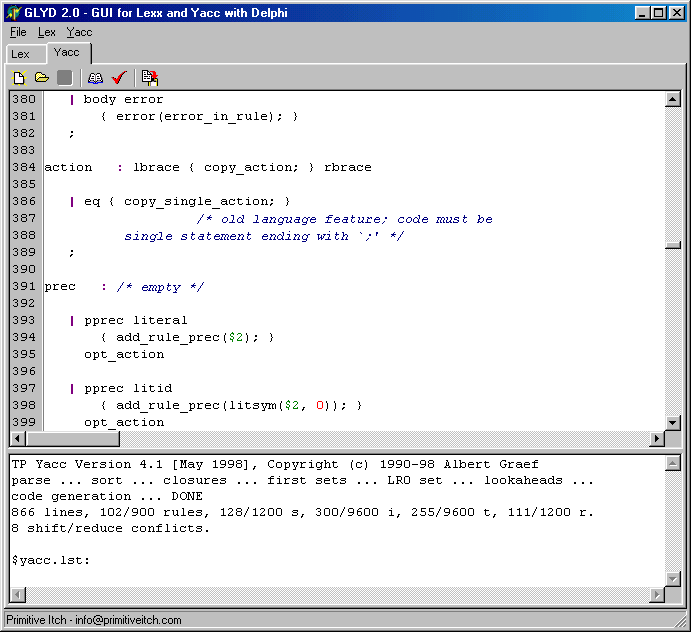 GLYD 2.0 - GUI for Lexx and Yacc with Delphi
File Lex Yacc
Lex Yacc
380 | body error
381 { error(error_in_rule); }
382 ;
383
384 action : lbrace { copy_action; } rbrace
385
386 | eq { copy_single_action; }
387 /* old language feature; code must be
388 single statement ending with `;' */
389 ;
390
391 prec : /* empty */
392
393 | pprec literal
394 { add_rule_prec($2); }
395 opt_action
396
397 | pprec litid
398 { add_rule_prec(litsym($2, 0)); }
399 opt_action
TP Yacc Version 4.1 [May 1998], Copyright (c) 1990-98 Albert Graef
parse ... sort ... closures ... first sets ... LR0 set ... lookaheads ...
code generation ... DONE
866 lines, 102/900 rules, 128/1200 s, 300/9600 i, 255/9600 t, 111/1200 r.
8 shift/reduce conflicts.
$yacc.lst:
Primitive Itch - info@primitiveitch.com